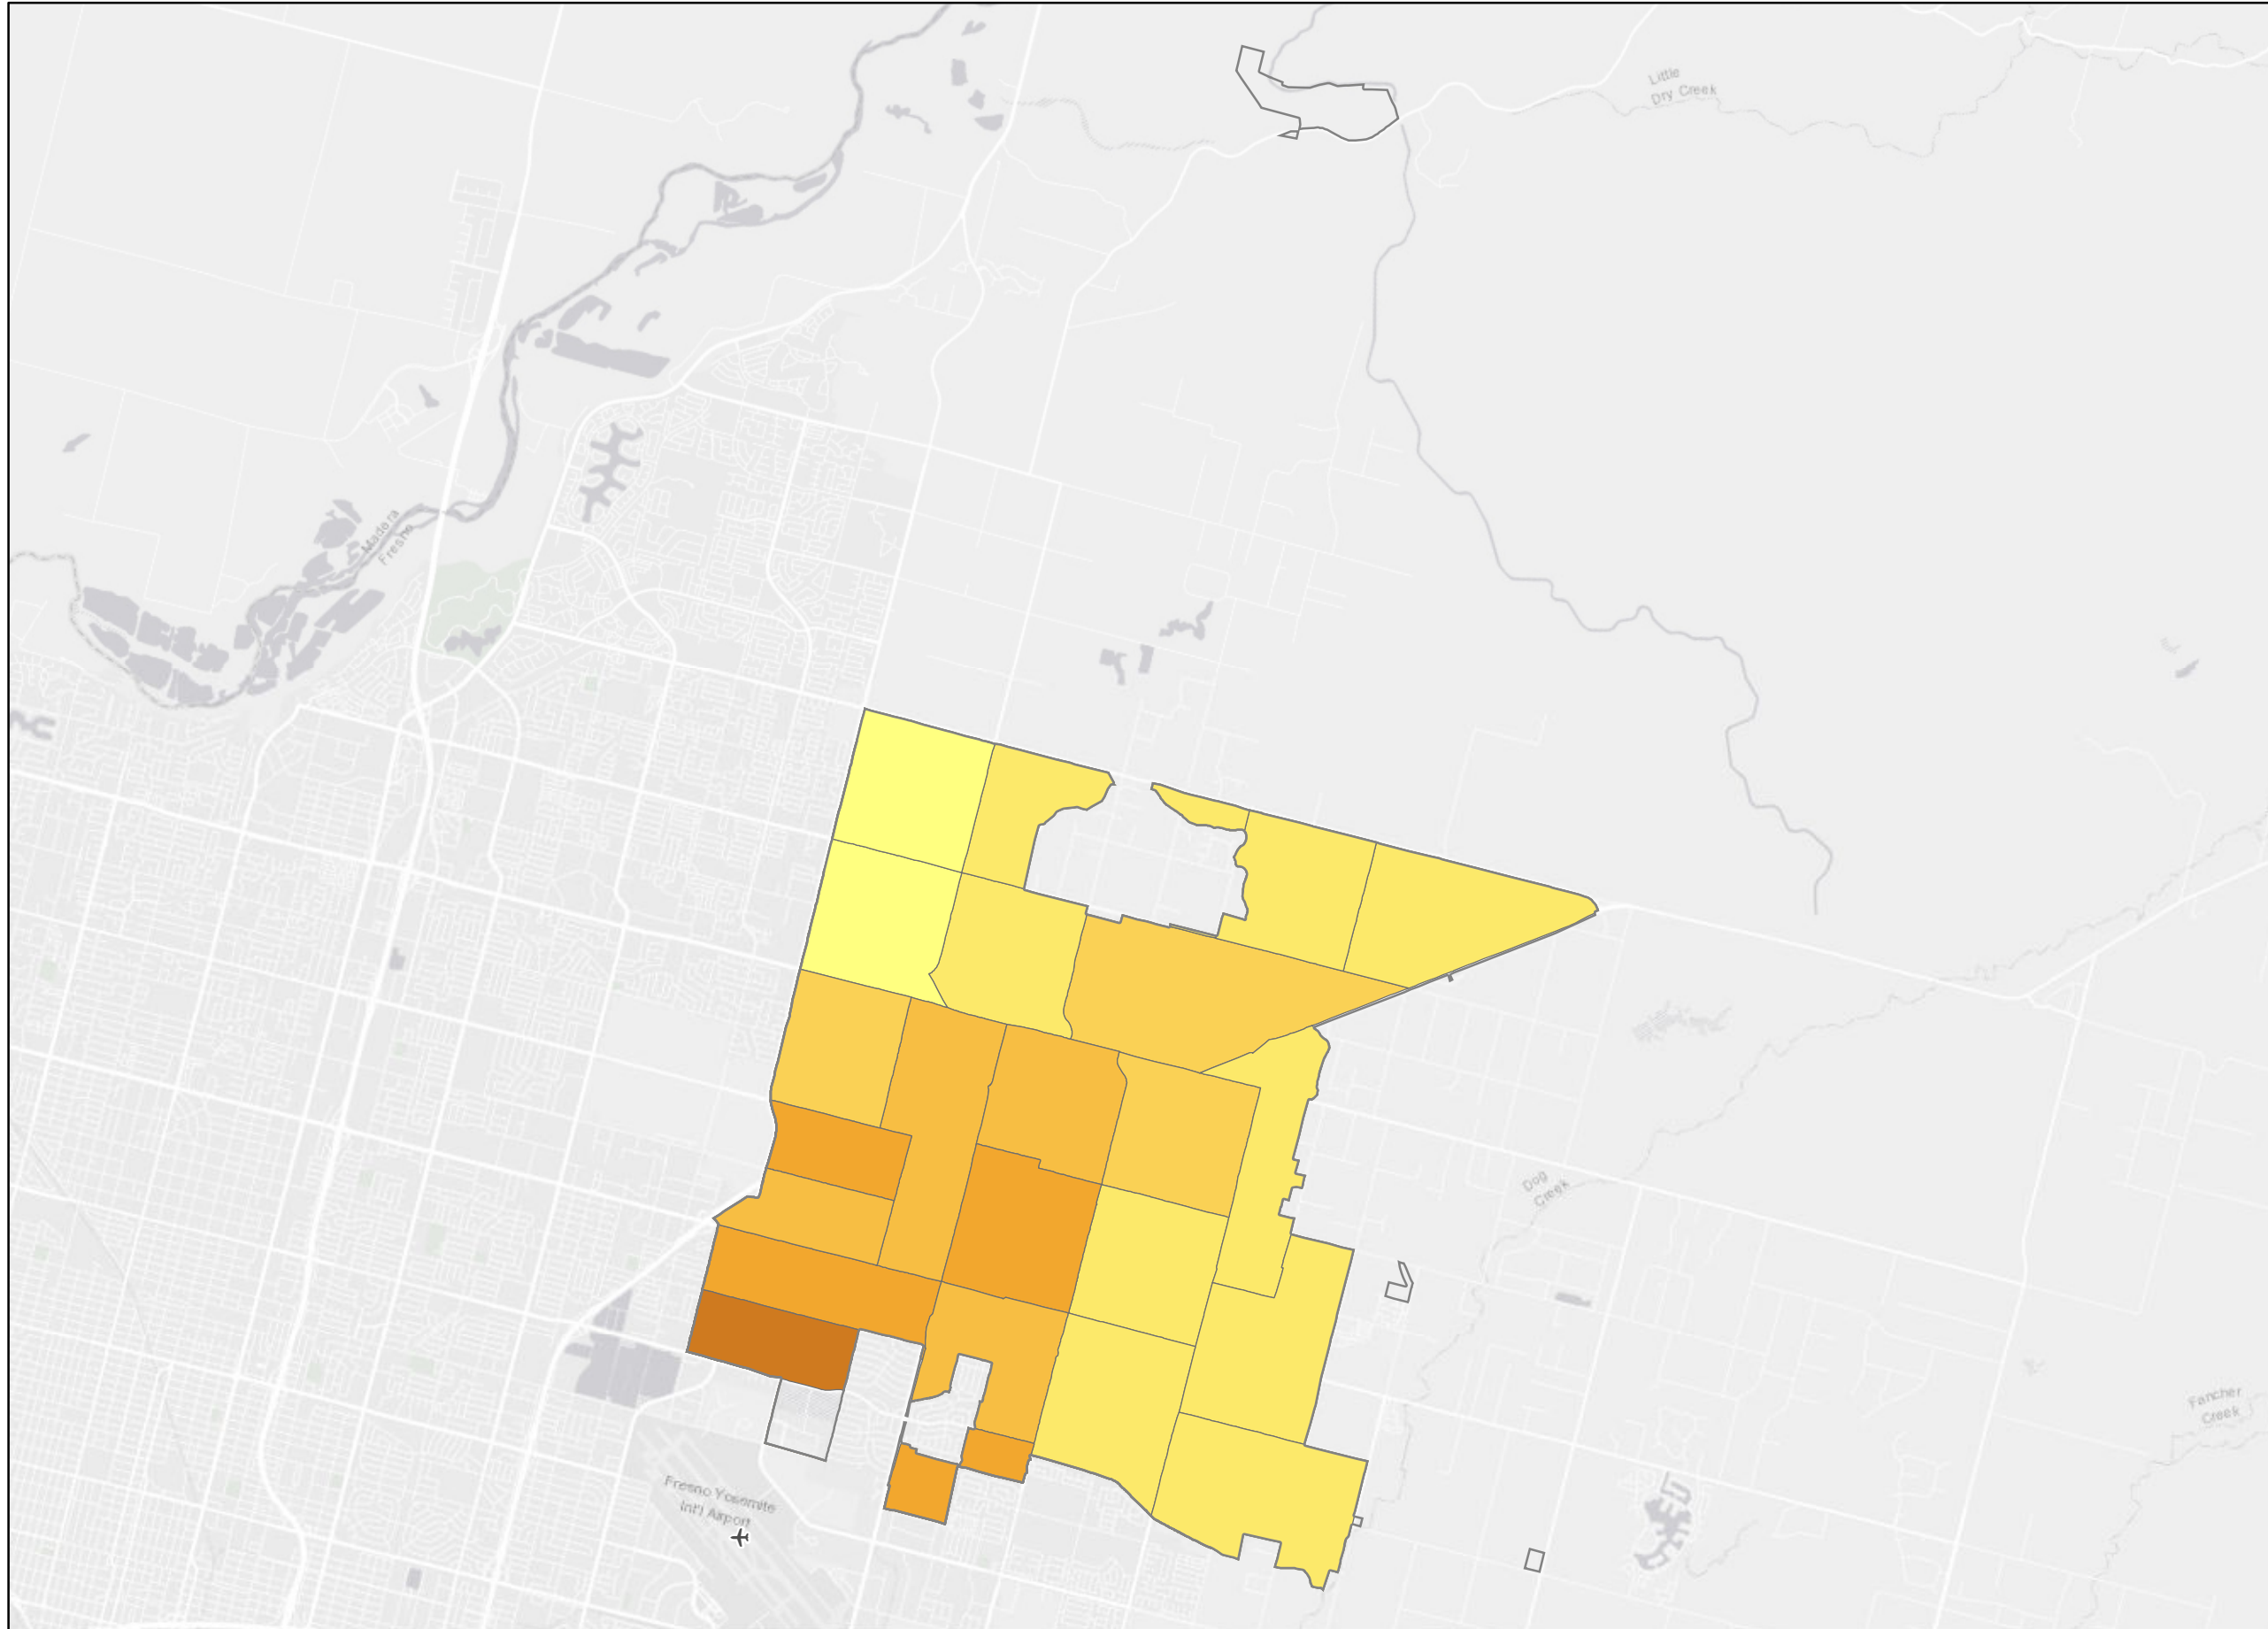 Little
Dry Creek
Madera
Fresno
Dog
Creek
Fancher
Creek
Fresno Yosemite
Int'l Airport